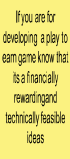 If you are for
developing a play to
earn game know that
its a financially
rewardingand
technically feasible
ideas